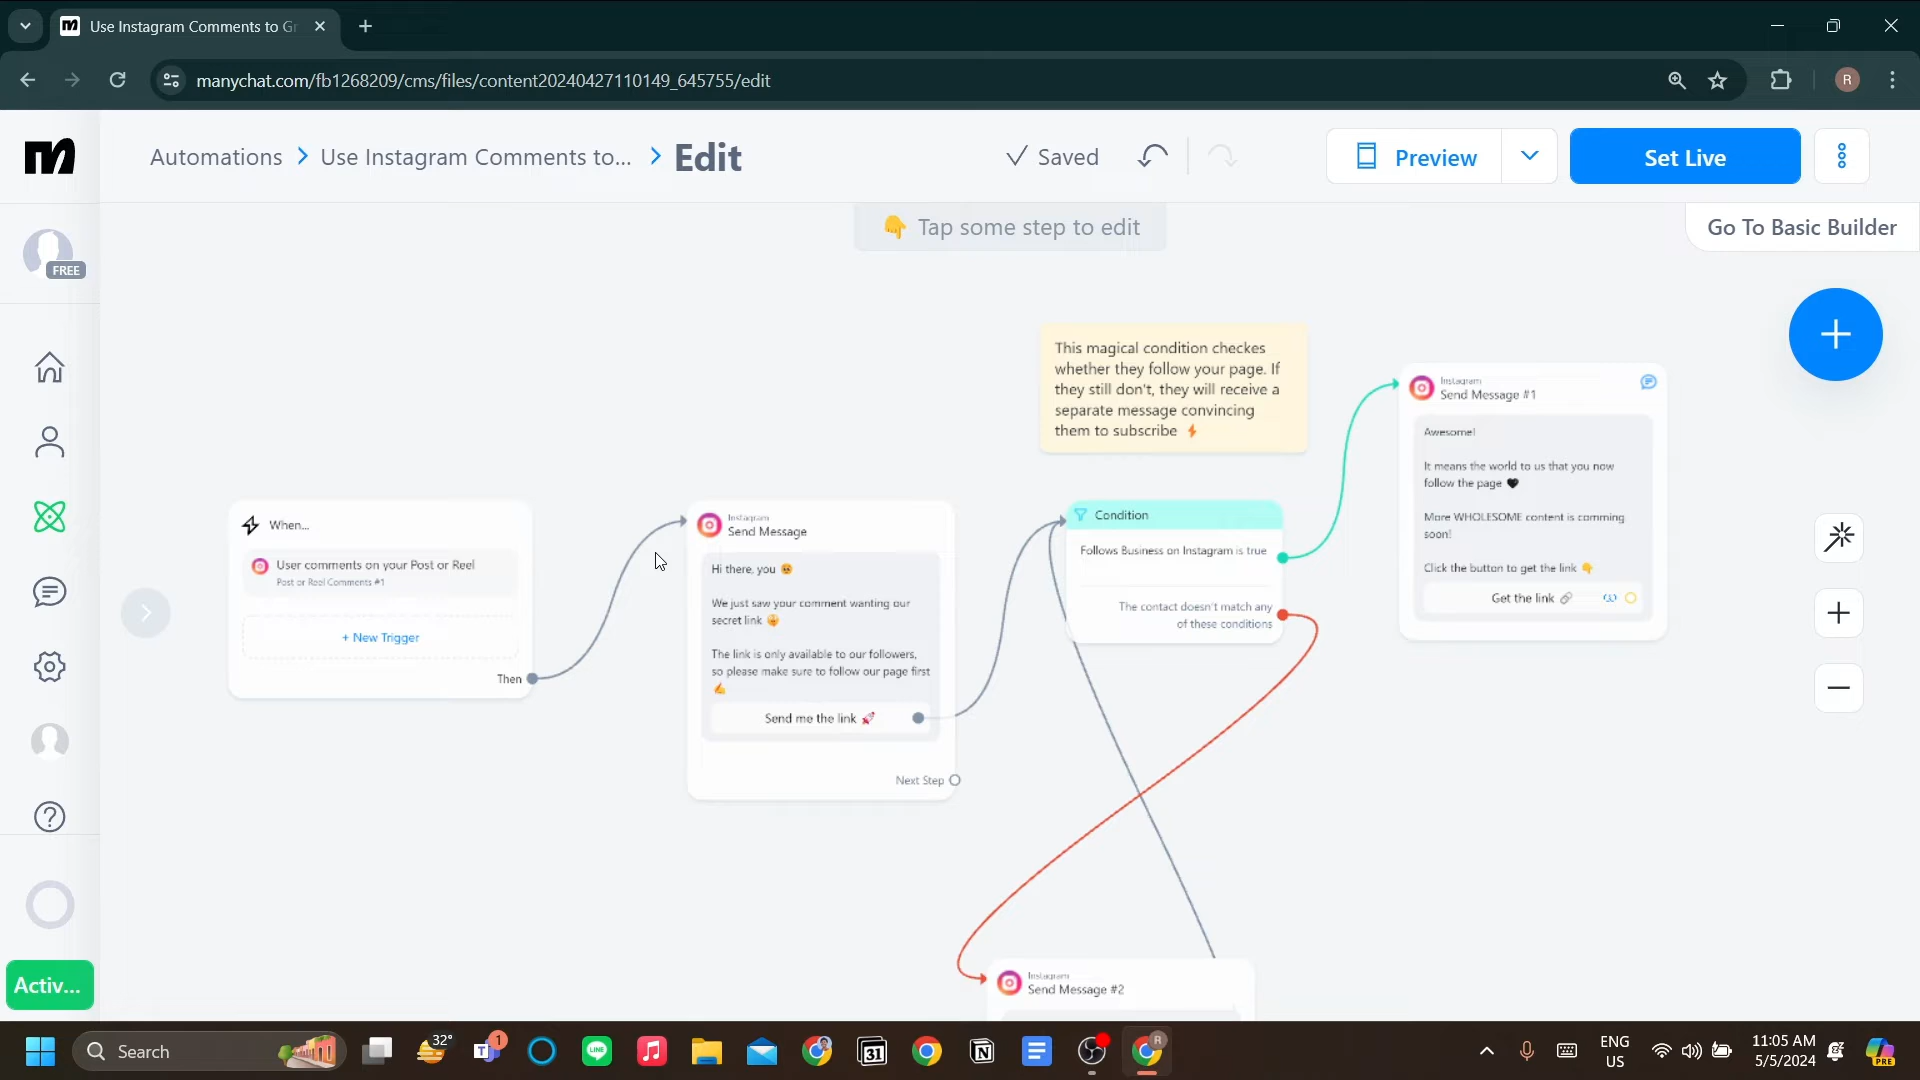 Use Instagram Comments to Gr
manychat.com/fb1268209/cms/files/content20240427110149_645755/edit
R
Automations > Use Instagram Comments to... > Edit
Saved
Preview
Set Live
👇 Tap some step to edit
Go To Basic Builder
FREE
This magical condition checkes
whether they follow your page. If
they still don't, they will receive a
separate message convincing
them to subscribe ⚡
Instagram
Send Message #1
Awesome!
It means the world to us that you now
follow the page 🖤
More WHOLESOME content is comming
soon!
Click the button to get the link 👇
Get the link 🔗
When...
User comments on your Post or Reel
Post or Reel Comments #1
+ New Trigger
Then
Instagram
Send Message
Hi there, you
We just saw your comment wanting our
secret link
The link is only available to our followers,
so please make sure to follow our page first
✍
Send me the link 🚀
Next Step
Condition
Follows Business on Instagram is true
The contact doesn't match any
of these conditions
Instagram
Send Message #2
Activ...
Search
32°
1
LINE
31
R
ENG
US
11:05 AM
5/5/2024
PRE